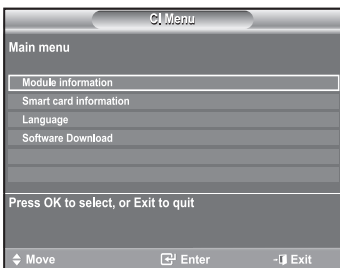 CI Menu
Main menu
Module information
Smart card information
Language
Software Download
Press OK to select, or Exit to quit
Move Enter Exit